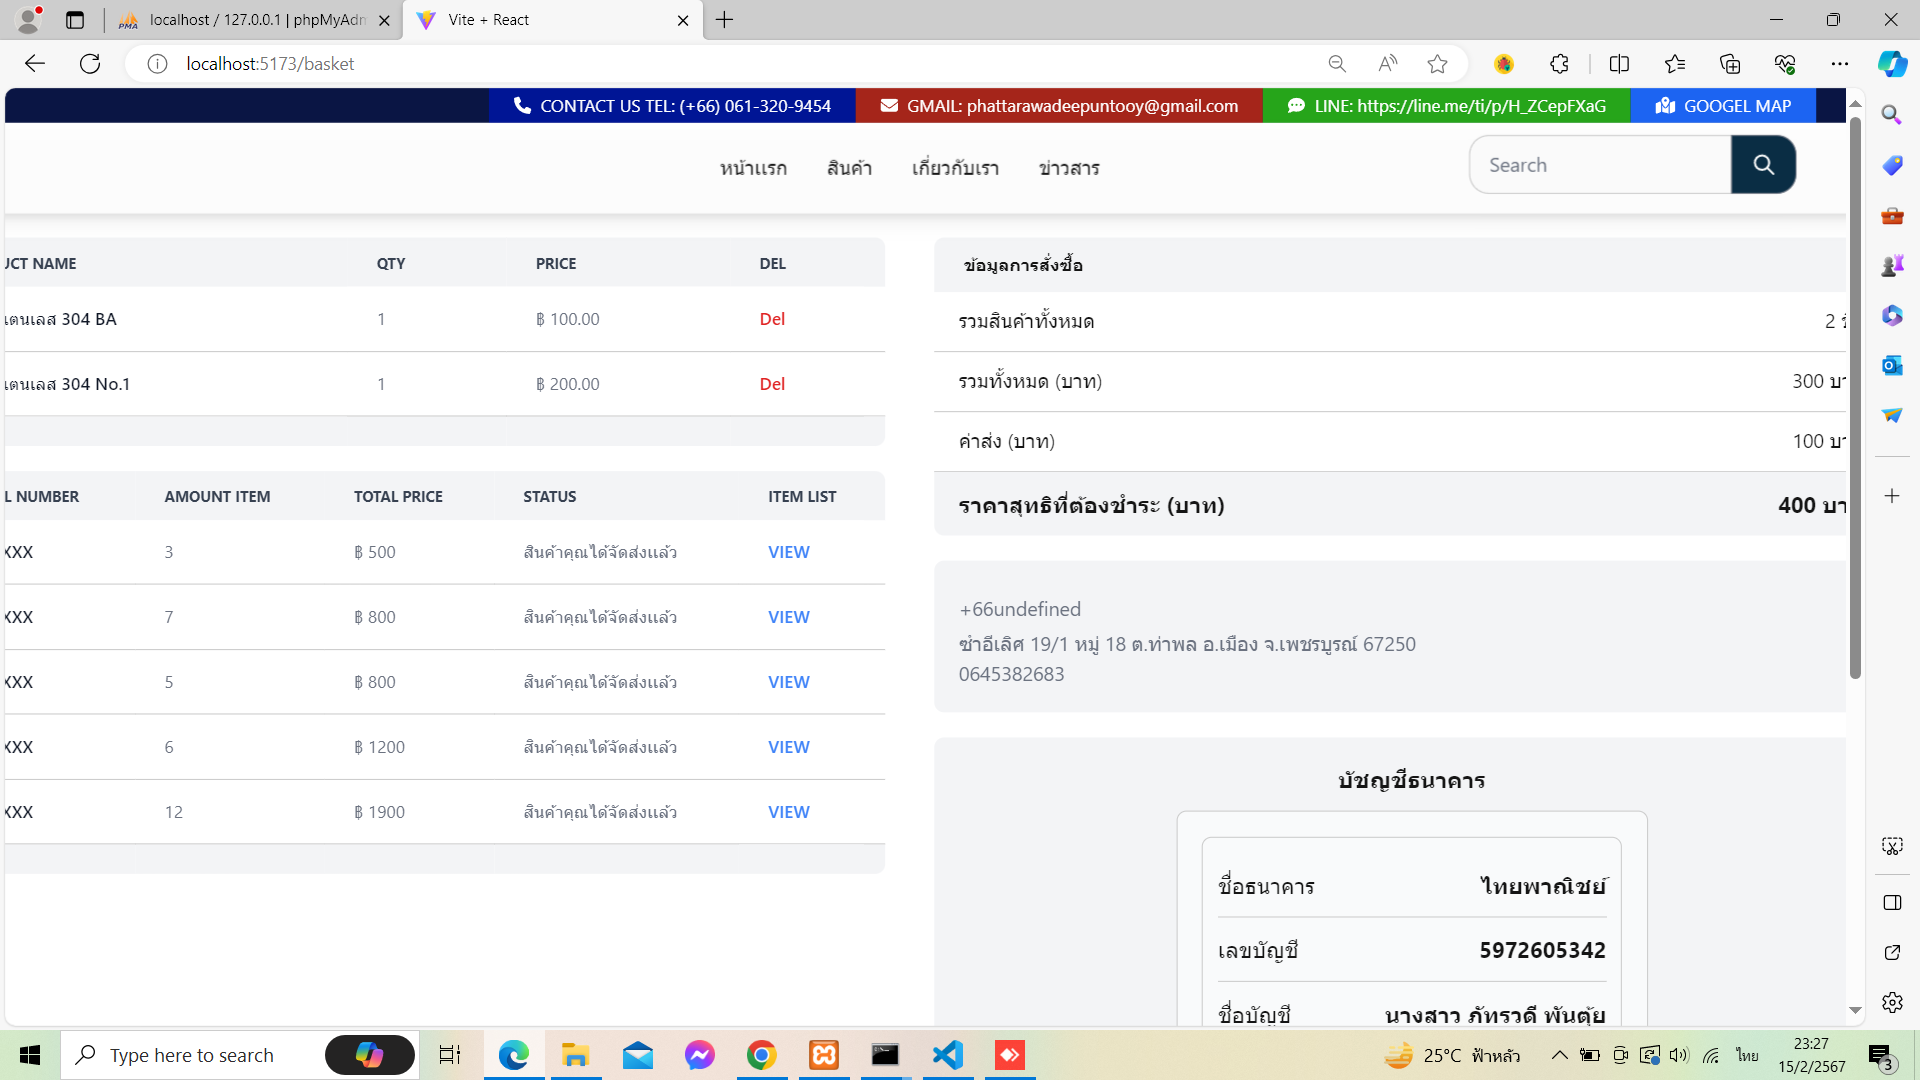 localhost / 127.0.0.1 | phpMyAdm
Vite + React
localhost:5173/basket
CONTACT US TEL: (+66) 061-320-9454
GMAIL: phattarawadeepuntooy@gmail.com
LINE: https://line.me/ti/p/H_ZCepFXaG
GOOGEL MAP
หน้าแรก
สินค้า
เกี่ยวกับเรา
ข่าวสาร
Search
UCT NAME QTY PRICE DEL
เตนเลส 304 BA 1 ฿ 100.00 Del
เตนเลส 304 No.1 1 ฿ 200.00 Del
L NUMBER AMOUNT ITEM TOTAL PRICE STATUS ITEM LIST
XXX 3 ฿ 500 สินค้าคุณได้จัดส่งแล้ว VIEW
XXX 7 ฿ 800 สินค้าคุณได้จัดส่งแล้ว VIEW
XXX 5 ฿ 800 สินค้าคุณได้จัดส่งแล้ว VIEW
XXX 6 ฿ 1200 สินค้าคุณได้จัดส่งแล้ว VIEW
XXX 12 ฿ 1900 สินค้าคุณได้จัดส่งแล้ว VIEW
ข้อมูลการสั่งซื้อ
รวมสินค้าทั้งหมด 2
รวมทั้งหมด (บาท) 300 บา
ค่าส่ง (บาท) 100 บา
ราคาสุทธิที่ต้องชำระ (บาท) 400 บา
+66undefined
ซำอีเลิศ 19/1 หมู่ 18 ต.ท่าพล อ.เมือง จ.เพชรบูรณ์ 67250
0645382683
บัชญชีธนาคาร
ชื่อธนาคาร ไทยพาณิชย์
เลขบัญชี 5972605342
ชื่อบัญชี นางสาว ภัทรวดี พันตุ้ย
Type here to search
25°C ฟ้าหลัว
ไทย
23:27
15/2/2567
3